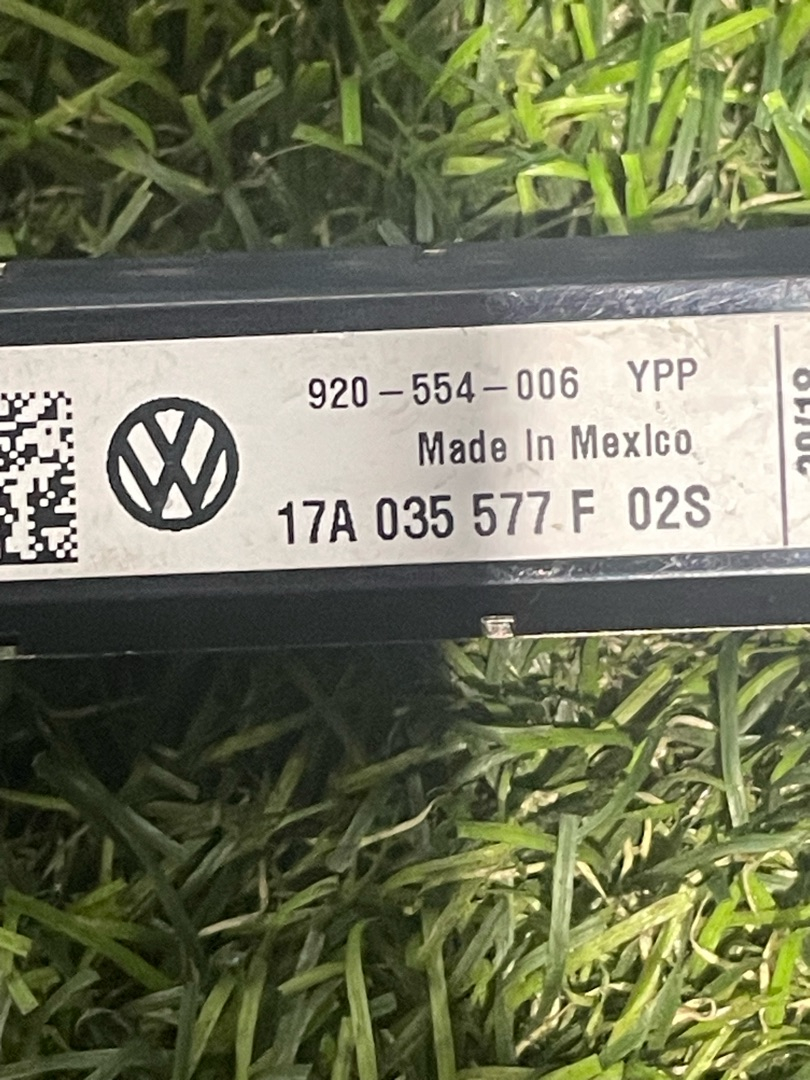 920-554-006 YPP
Made in Mexico
17A 035 577 F 02S